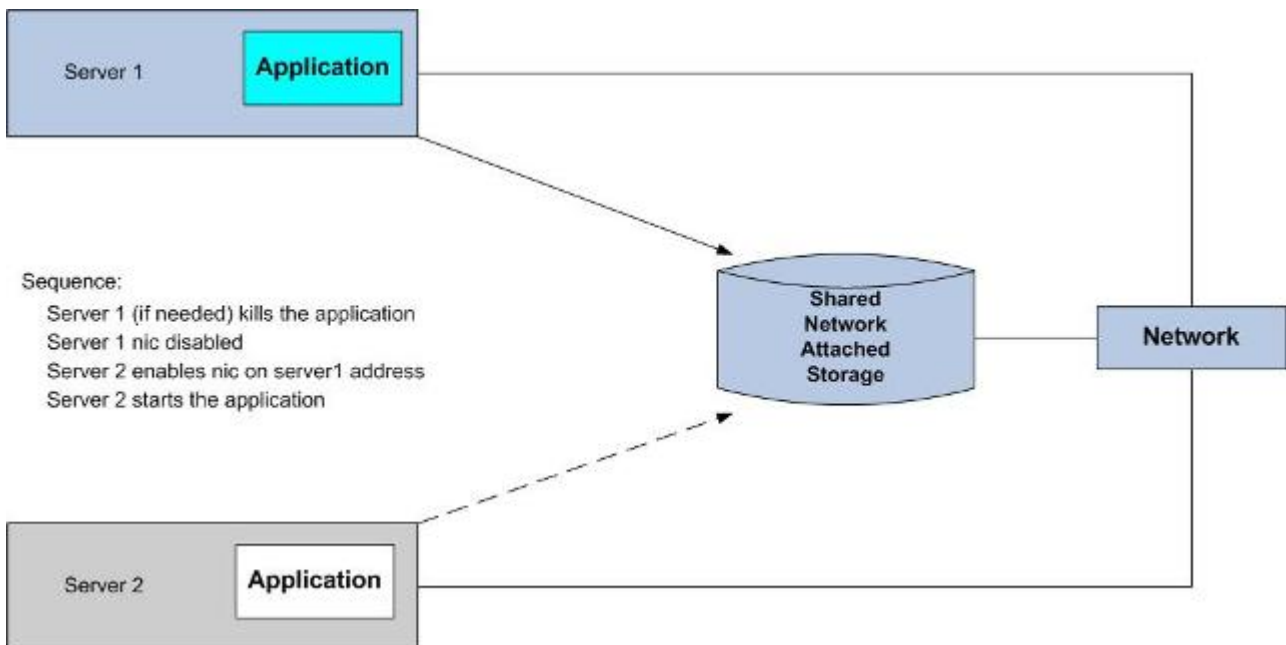 Server 1
Application
Sequence:
Server 1 (if needed) kills the application
Server 1 nic disabled
Server 2 enables nic on server1 address
Server 2 starts the application
Shared
Network
Attached
Storage
Network
Server 2
Application